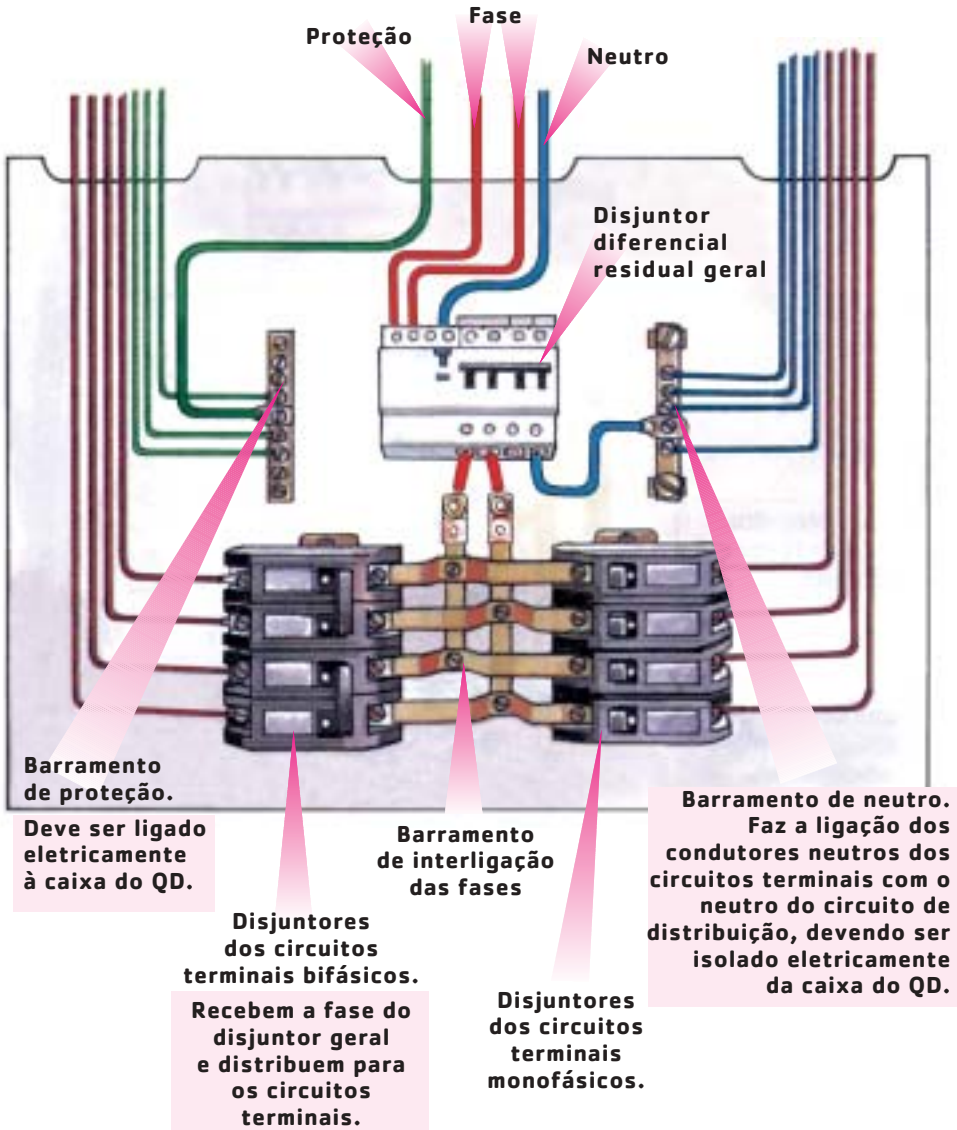 Proteção
Fase
Neutro
Disjuntor
diferencial
residual geral
Barramento
de proteção.
Deve ser ligado
eletricamente
à caixa do QD.
Disjuntores
dos circuitos
terminais bifásicos.
Recebem a fase do
disjuntor geral
e distribuem para
os circuitos
terminais.
Barramento
de interligação
das fases
Disjuntores
dos circuitos
terminais
monofásicos.
Barramento de neutro.
Faz a ligação dos
condutores neutros dos
circuitos terminais com o
neutro do circuito de
distribuição, devendo ser
isolado eletricamente
da caixa do QD.